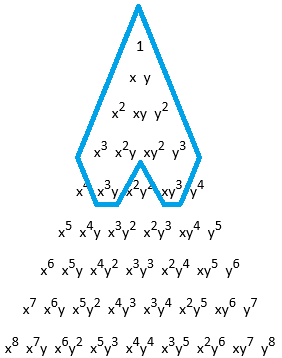 1
x y
x² xy y²
x³ x²y xy² y³
x⁴ x³y x²y² xy³ y⁴
x⁵ x⁴y x³y² x²y³ xy⁴ y⁵
x⁶ x⁵y x⁴y² x³y³ x²y⁴ xy⁵ y⁶
x⁷ x⁶y x⁵y² x⁴y³ x³y⁴ x²y⁵ xy⁶ y⁷
x⁸ x⁷y x⁶y² x⁵y³ x⁴y⁴ x³y⁵ x²y⁶ xy⁷ y⁸